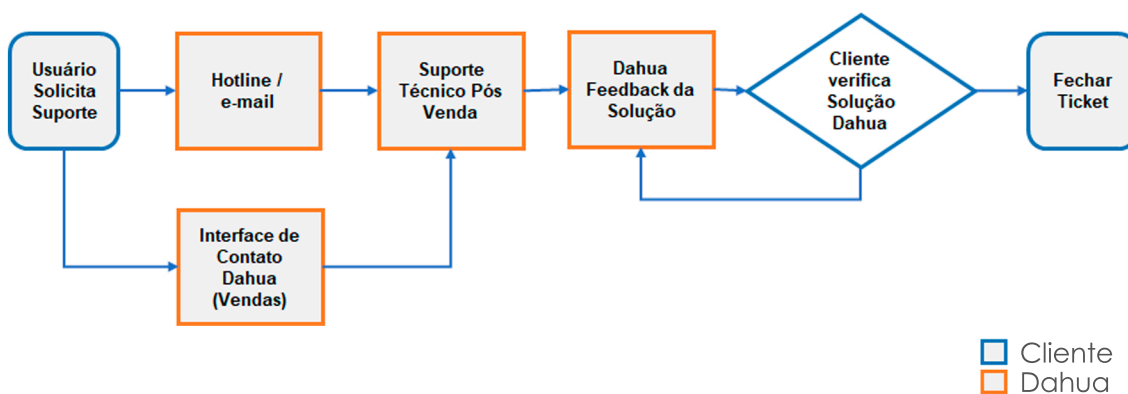 Usuário
Solicita
Suporte
Hotline /
e-mail
Suporte
Técnico Pós
Venda
Dahua
Feedback da
Solução
Cliente
verifica
Solução
Dahua
Fechar
Ticket
Interface de
Contato
Dahua
(Vendas)
Cliente
Dahua